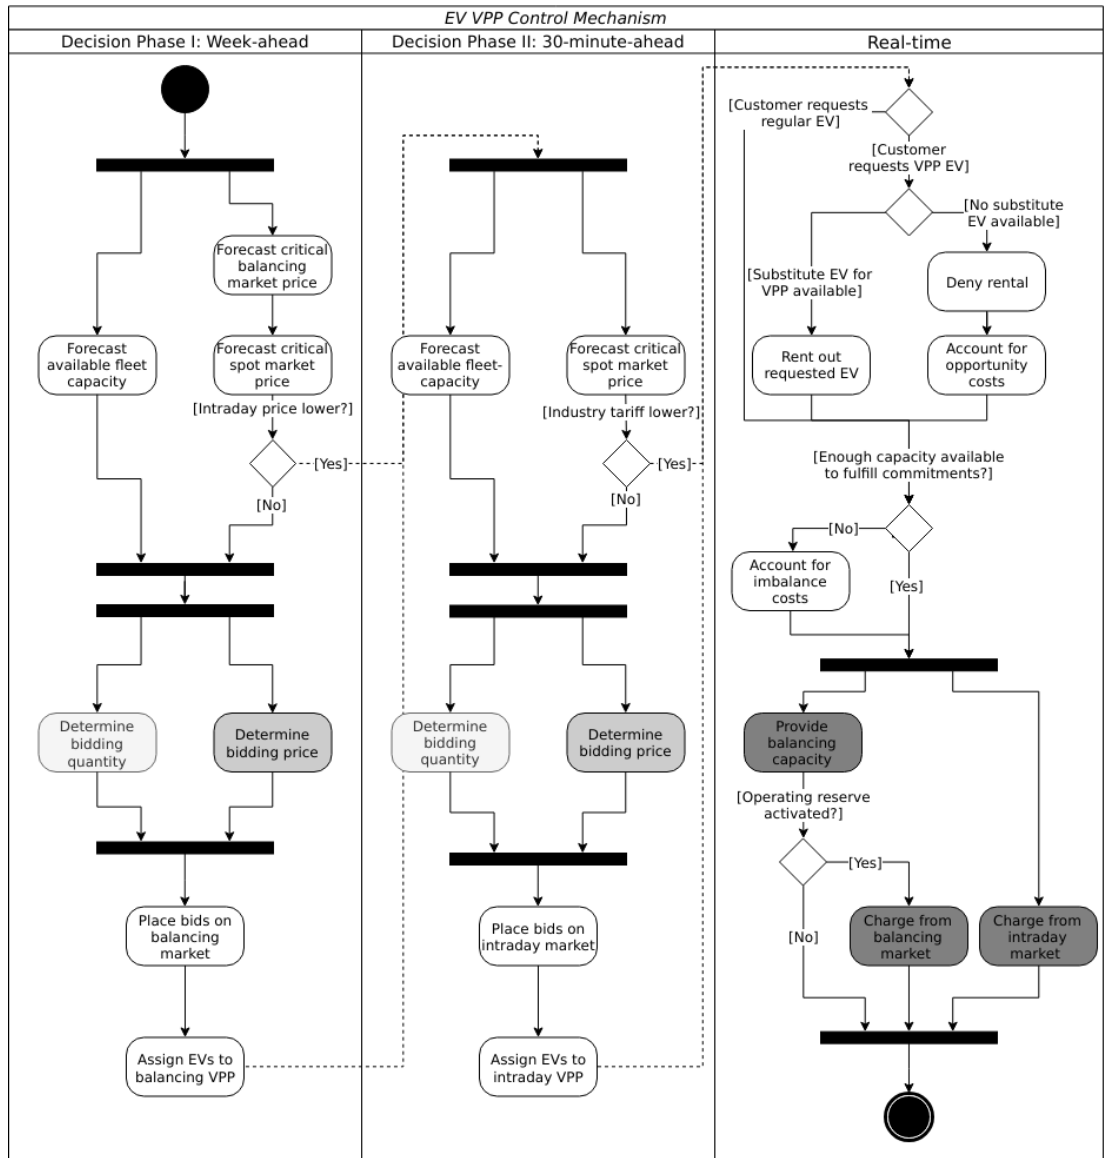 EV VPP Control Mechanism
Decision Phase I: Week-ahead
Decision Phase II: 30-minute-ahead
Real-time
Forecast critical
balancing
market price
Forecast
available fleet
capacity
Forecast critical
spot market
price
[Intraday price lower?]
[Yes]
[No]
Determine
bidding
quantity
Determine
bidding price
Place bids on
balancing
market
Assign EVs to
balancing VPP
Forecast
available fleet-
capacity
Forecast critical
spot market
price
[Industry tariff lower?]
[Yes]
[No]
Determine
bidding
quantity
Determine
bidding price
Place bids on
intraday market
Assign EVs to
intraday VPP
[Customer requests
regular EV]
[Customer
requests VPP EV]
[No substitute
EV available]
[Substitute EV for
VPP available]
Deny rental
Rent out
requested EV
Account for
opportunity
costs
[Enough capacity available
to fulfill commitments?]
[No]
Account for
imbalance
costs
[Yes]
Provide
balancing
capacity
[Operating reserve
activated?]
[Yes]
[No]
Charge from
balancing
market
Charge from
intraday
market